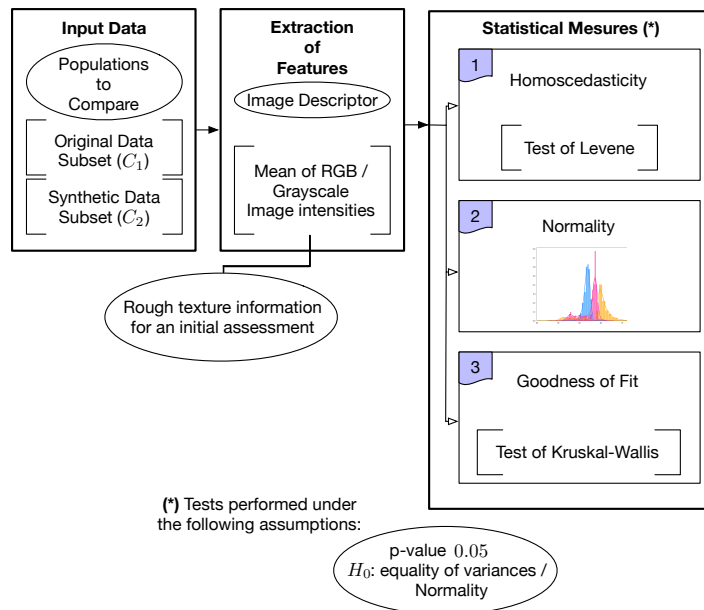 Input Data
Populations
to
Compare
Original Data
Subset (C₁)
Synthetic Data
Subset (C₂)
Extraction
of
Features
Image Descriptor
Mean of RGB /
Grayscale
Image intensities
Rough texture information
for an initial assessment
Statistical Mesures (*)
1
Homoscedasticity
Test of Levene
2
Normality
3
Goodness of Fit
Test of Kruskal-Wallis
(*) Tests performed under
the following assumptions:
p-value 0.05
H₀: equality of variances /
Normality